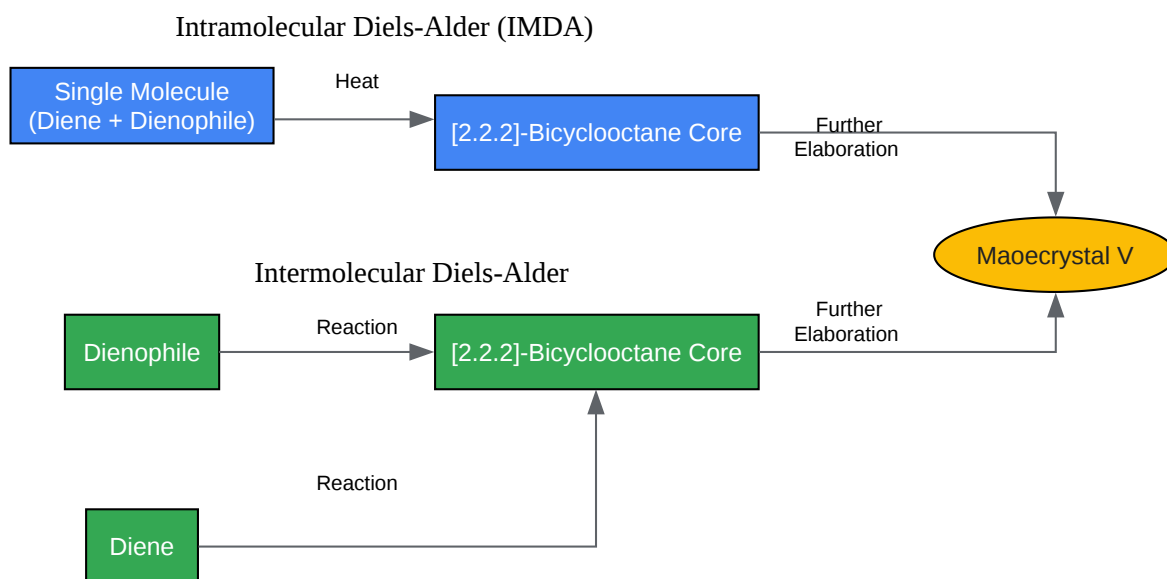 Intramolecular Diels-Alder (IMDA)
Single Molecule
(Diene + Dienophile)
Heat
[2.2.2]-Bicyclooctane Core
Further
Elaboration
Maoecrystal V
Intermolecular Diels-Alder
Dienophile
Reaction
[2.2.2]-Bicyclooctane Core
Further
Elaboration
Reaction
Diene